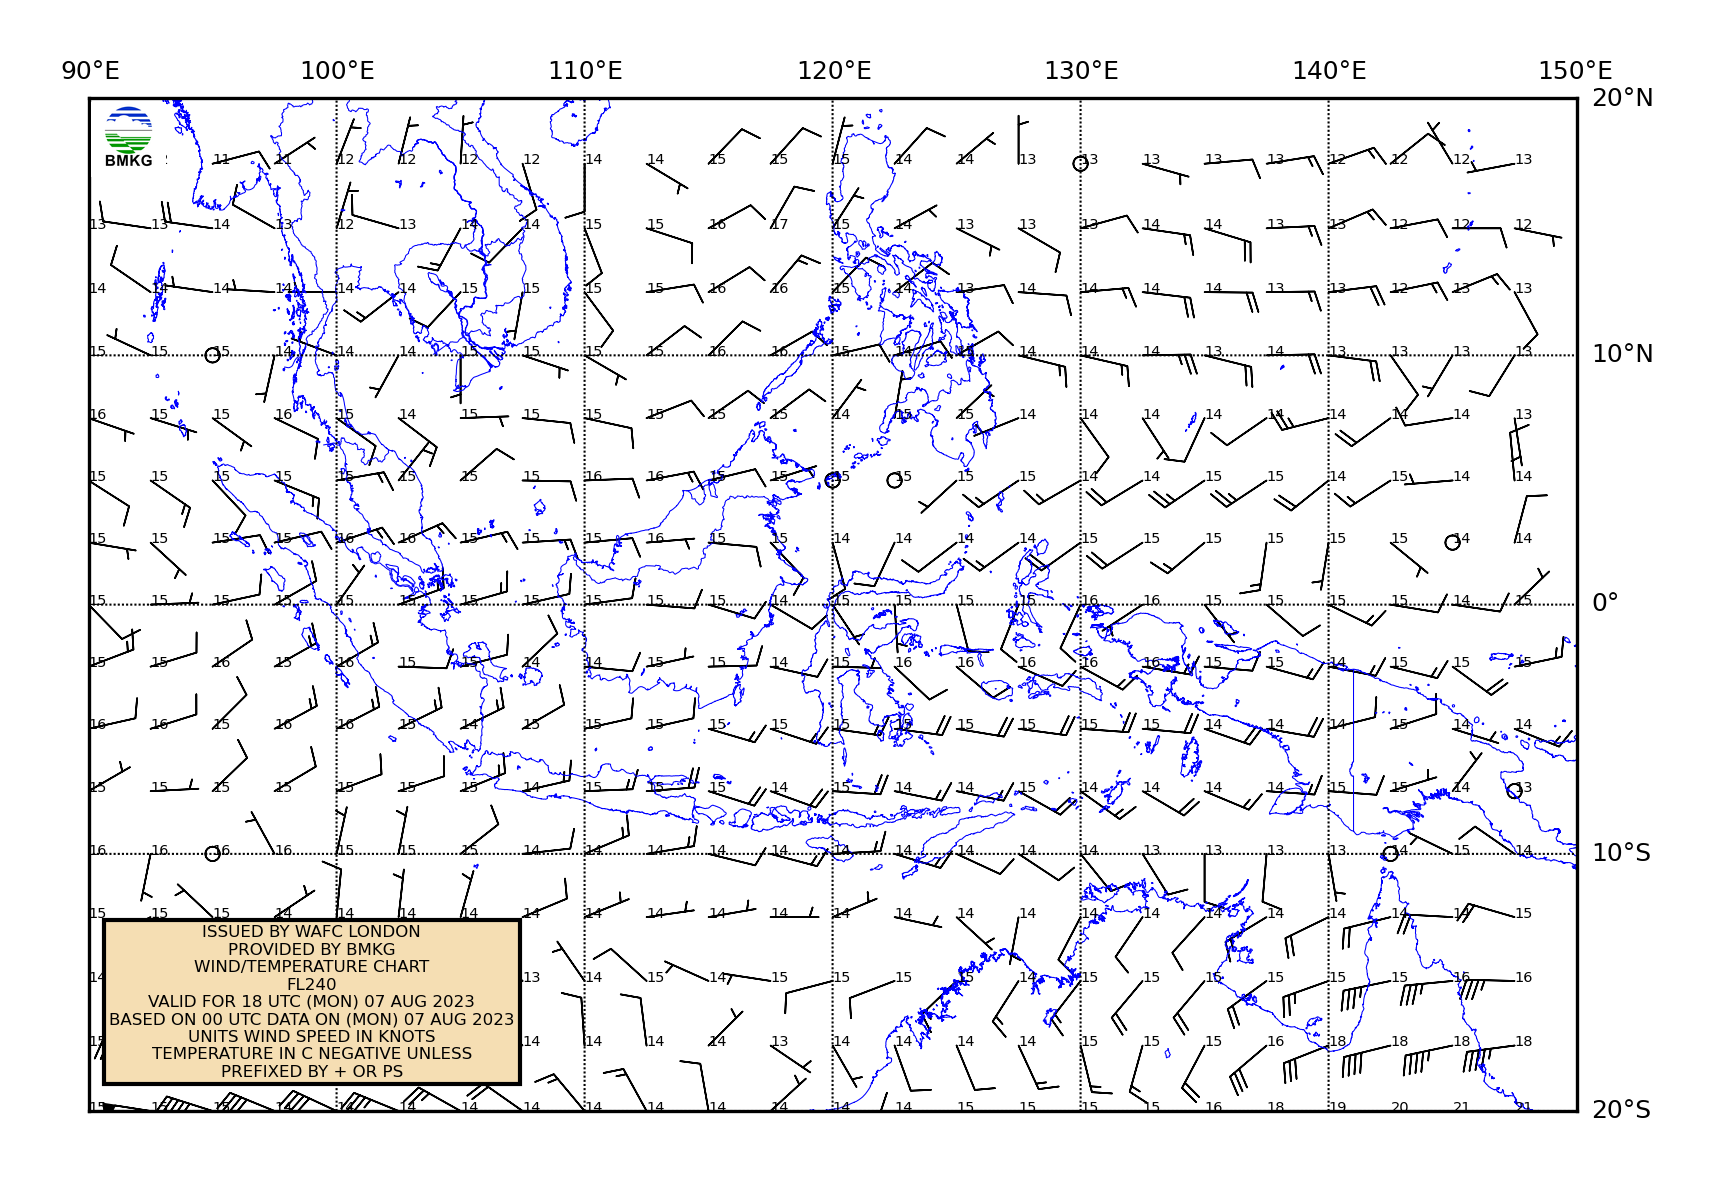 90°E 100°E 110°E 120°E 130°E 140°E 150°E
20°N
BMKG
11 11 12 12 12 12 14 14 15 15 15 14 14 13 13 13 13 13 12 12 12 13
13 13 14 13 12 13 14 14 15 15 16 17 15 14 13 13 13 14 14 13 13 12 12 12
14 14 14 14 14 14 15 15 15 15 16 16 15 14 13 14 14 14 14 13 13 12 13 13
15 15 15 14 14 14 15 15 15 15 16 16 15 14 15 14 14 14 13 14 13 13 13 13
10°N
16 15 15 16 15 14 15 15 15 15 15 15 14 15 15 14 14 14 14 14 14 14 14 13
15 15 15 15 15 15 15 15 16 16 15 15 15 15 15 15 14 14 15 15 14 14 14 14
15 15 15 15 16 16 15 15 15 16 15 15 14 14 14 14 15 15 15 15 15 15 14 14
15 15 15 15 15 15 15 15 15 15 15 14 15 15 15 15 16 16 15 15 15 15 14 15
0°
15 15 16 15 16 15 15 14 14 15 15 14 15 16 16 16 16 16 15 15 14 15 15 15
16 16 15 16 16 15 14 15 15 15 15 15 15 15 15 15 15 15 14 14 14 15 14 14
15 15 15 15 15 15 15 14 15 15 15 15 15 14 14 15 14 14 14 14 15 15 14 13
16 16 16 16 15 15 15 14 14 14 14 14 14 14 14 14 14 13 13 13 13 14 15 14
10°S
15 15 15 14 14 14 14 14 14 14 14 14 14 14 15 14 14 14 14 14 14 14 14 15
14 13 14 15 14 15 15 15 15 14 15 15 15 15 15 15 16 16
15 14 14 14 14 13 14 14 14 14 15 15 15 16 18 18 18 18
ISSUED BY WAFC LONDON
PROVIDED BY BMKG
WIND/TEMPERATURE CHART
FL240
VALID FOR 18 UTC (MON) 07 AUG 2023
BASED ON 00 UTC DATA ON (MON) 07 AUG 2023
UNITS WIND SPEED IN KNOTS
TEMPERATURE IN C NEGATIVE UNLESS
PREFIXED BY + OR PS
15 15 15 14 14 14 14 14 14 14 14 14 14 14 15 15 15 15 16 18 19 20 21 21
20°S